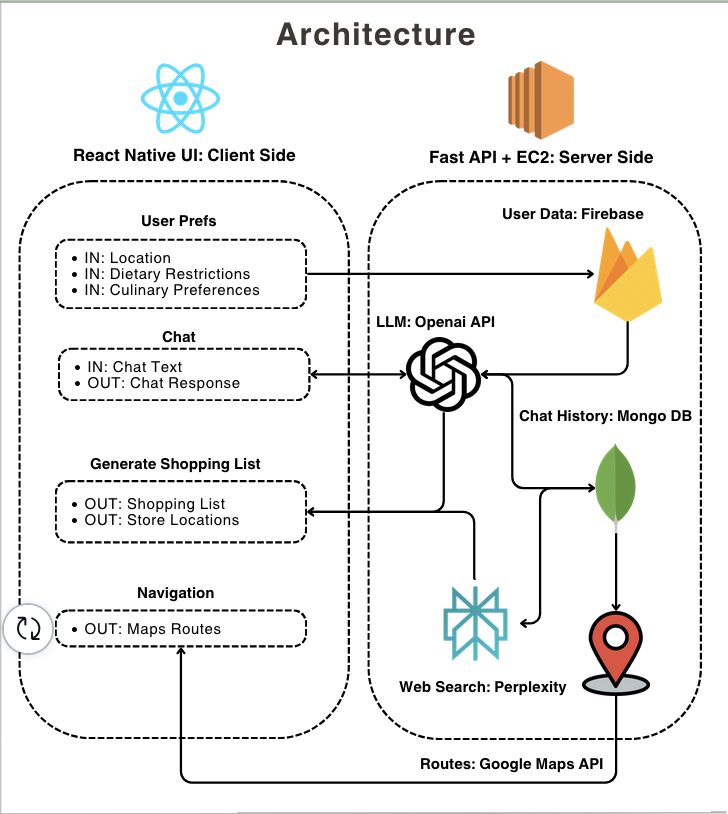 Architecture
React Native UI: Client Side
Fast API + EC2: Server Side
User Prefs
• IN: Location
• IN: Dietary Restrictions
• IN: Culinary Preferences
User Data: Firebase
LLM: Openai API
Chat
• IN: Chat Text
• OUT: Chat Response
Chat History: Mongo DB
Generate Shopping List
• OUT: Shopping List
• OUT: Store Locations
Navigation
• OUT: Maps Routes
Web Search: Perplexity
Routes: Google Maps API